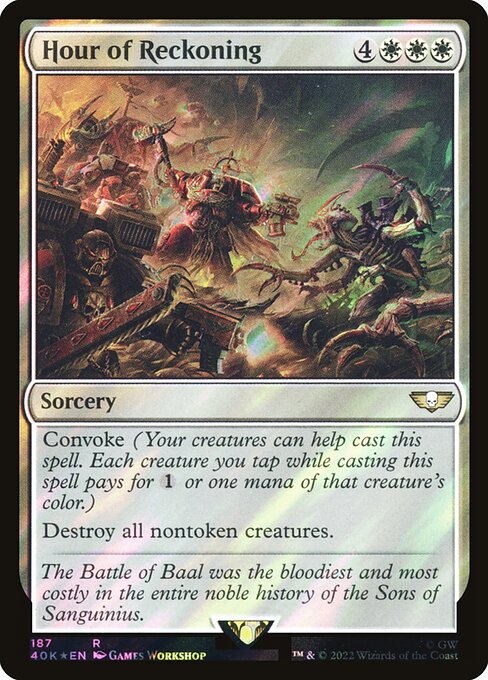 Hour of Reckoning 4
Sorcery
Convoke (Your creatures can help cast this
spell. Each creature you tap while casting this
spell pays for 1 or one mana of that creature's
color.)
Destroy all nontoken creatures.
The Battle of Baal was the bloodiest and most
costly in the entire noble history of the Sons of
Sanguinius.
187 R
40K★EN Games Workshop
© GW
™ & © 2022 Wizards of the Coast